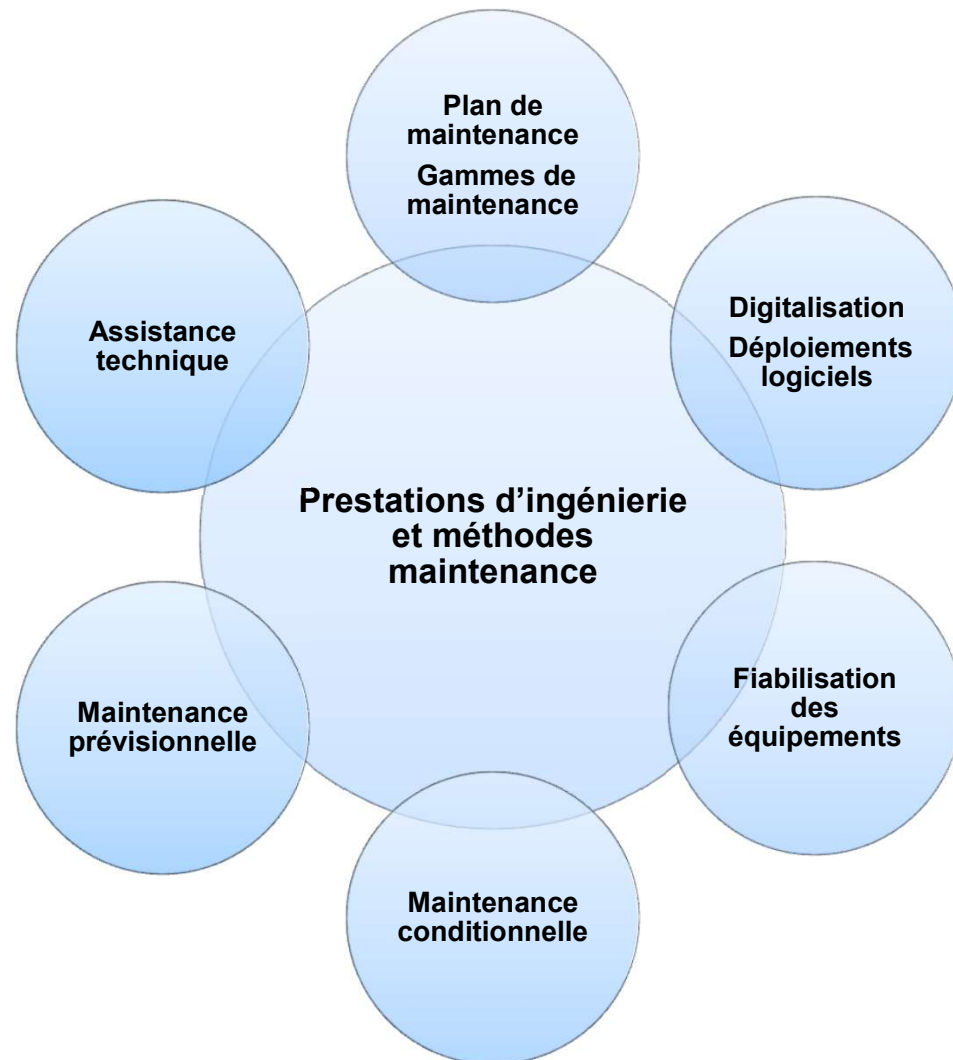 Plan de
maintenance
Gammes de
maintenance
Digitalisation
Déploiements
logiciels
Assistance
technique
Prestations d’ingénierie
et méthodes
maintenance
Fiabilisation
des
équipements
Maintenance
prévisionnelle
Maintenance
conditionnelle